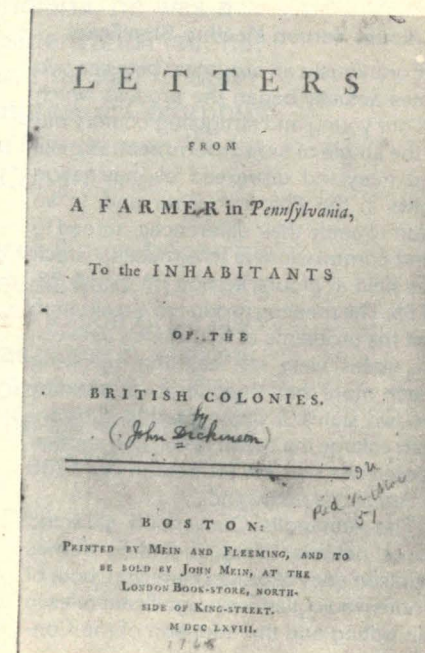 LETTERS
FROM
A FARMER in Pennſylvania,
To the INHABITANTS
OF THE
BRITISH COLONIES.
by
(John Dickinson)
BOSTON:
PRINTED BY MEIN AND FLEEMING, AND TO
BE SOLD BY JOHN MEIN, AT THE
LONDON BOOK-STORE, NORTH-
SIDE OF KING-STREET.
M DCC LXVIII.
1768